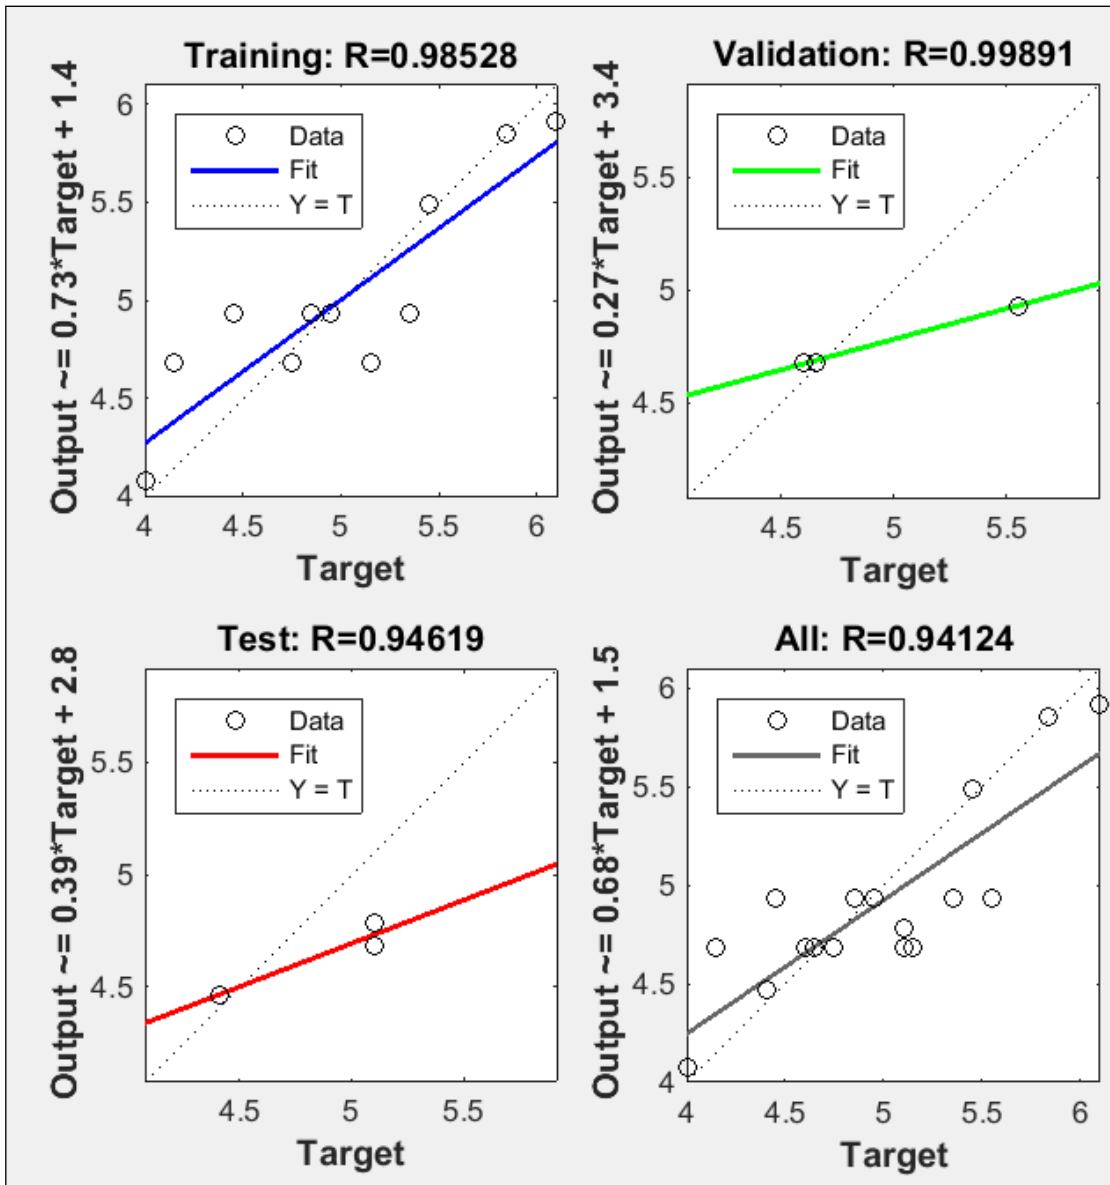 Training: R=0.98528
Output ~= 0.73*Target + 1.4
Data
Fit
Y = T
6
5.5
5
4.5
4
4
4.5
5
5.5
6
Target
Validation: R=0.99891
Output ~= 0.27*Target + 3.4
Data
Fit
Y = T
5.5
5
4.5
4.5
5
5.5
Target
Test: R=0.94619
Output ~= 0.39*Target + 2.8
Data
Fit
Y = T
5.5
5
4.5
4.5
5
5.5
Target
All: R=0.94124
Output ~= 0.68*Target + 1.5
Data
Fit
Y = T
6
5.5
5
4.5
4
4
4.5
5
5.5
6
Target